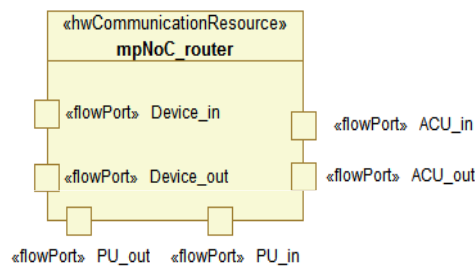 «hwCommunicationResource»
mpNoC_router
«flowPort» Device_in
«flowPort» ACU_in
«flowPort» Device_out
«flowPort» ACU_out
«flowPort» PU_out «flowPort» PU_in